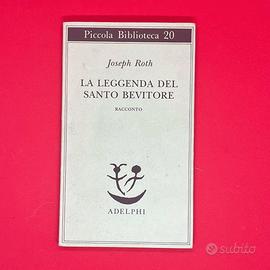 Piccola Biblioteca 20
Joseph Roth
LA LEGGENDA DEL
SANTO BEVITORE
RACCONTO
ADELPHI
subito